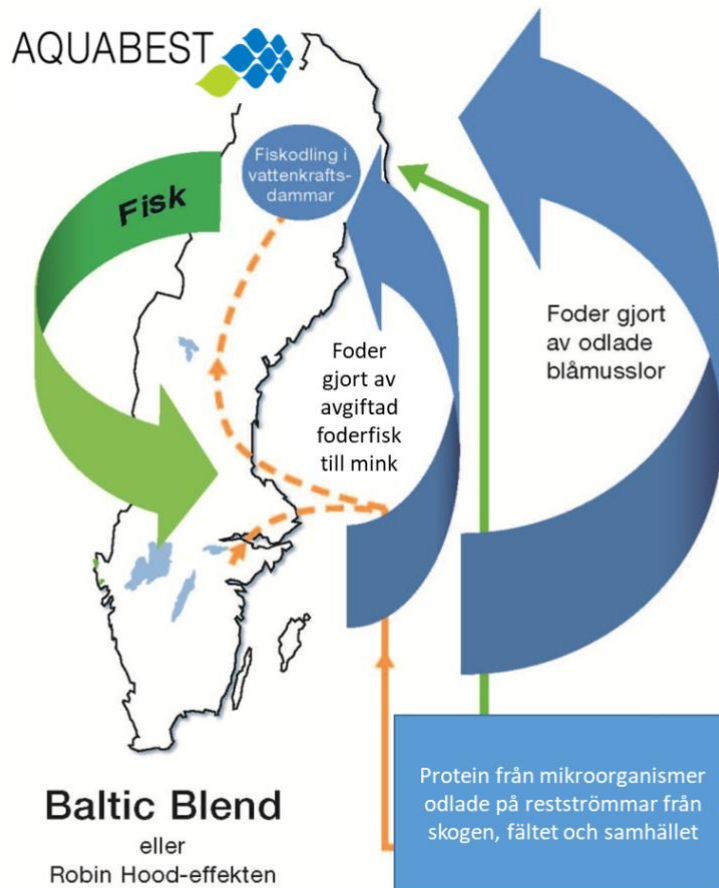 AQUABEST
Fiskodling i
vattenkrafts-
dammar
Fisk
Foder gjort
av odlade
blåmusslor
Foder
gjort av
avgiftad
foderfisk
till mink
Protein från mikroorganismer
odlade på restströmmar från
skogen, fältet och samhället
Baltic Blend
eller
Robin Hood-effekten